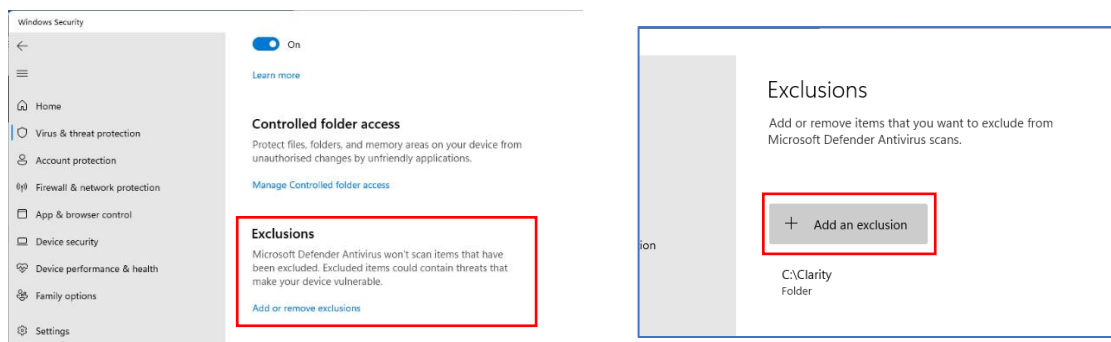 Windows Security
On
Learn more
Home
Virus & threat protection
Account protection
Firewall & network protection
App & browser control
Device security
Device performance & health
Family options
Settings
Controlled folder access
Protect files, folders, and memory areas on your device from
unauthorised changes by unfriendly applications.
Manage Controlled folder access
Exclusions
Microsoft Defender Antivirus won't scan items that have
been excluded. Excluded items could contain threats that
make your device vulnerable.
Add or remove exclusions
Exclusions
Add or remove items that you want to exclude from
Microsoft Defender Antivirus scans.
+ Add an exclusion
ion
C:\Clarity
Folder